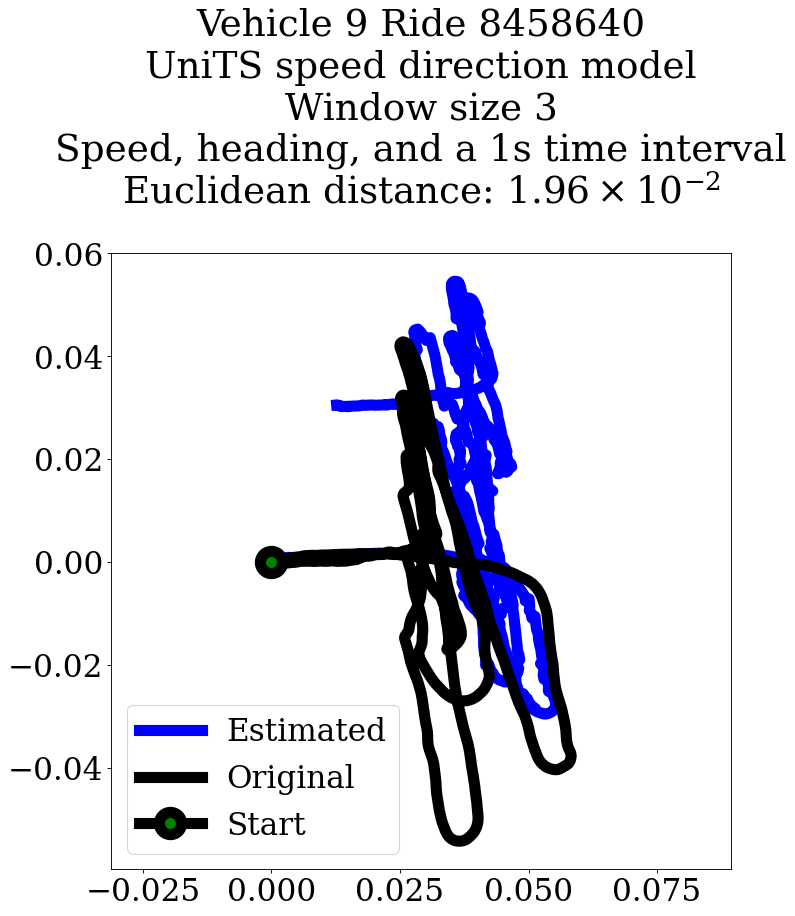 Vehicle 9 Ride 8458640
UniTS speed direction model
Window size 3
Speed, heading, and a 1s time interval
Euclidean distance: $1.96 \times 10^{-2}$
0.06
0.04
0.02
0.00
−0.02
−0.04
Estimated
Original
Start
−0.025 0.000 0.025 0.050 0.075